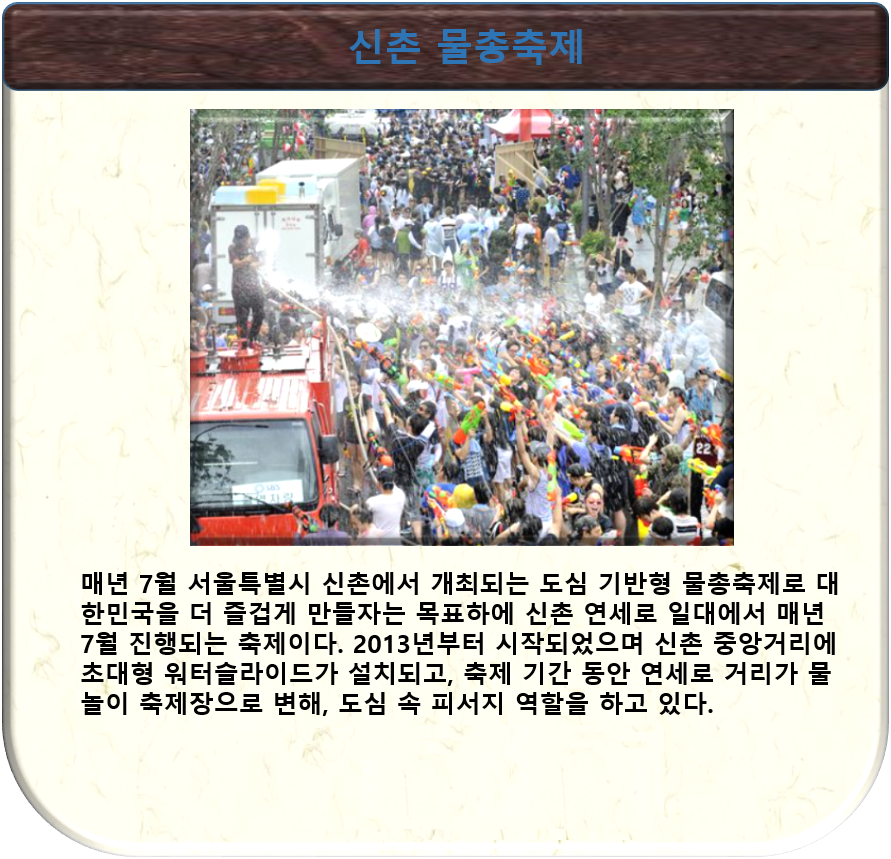 신촌 물총축제
22
매년 7월 서울특별시 신촌에서 개최되는 도심 기반형 물총축제로 대
한민국을 더 즐겁게 만들자는 목표하에 신촌 연세로 일대에서 매년
7월 진행되는 축제이다. 2013년부터 시작되었으며 신촌 중앙거리에
초대형 워터슬라이드가 설치되고, 축제 기간 동안 연세로 거리가 물
놀이 축제장으로 변해, 도심 속 피서지 역할을 하고 있다.